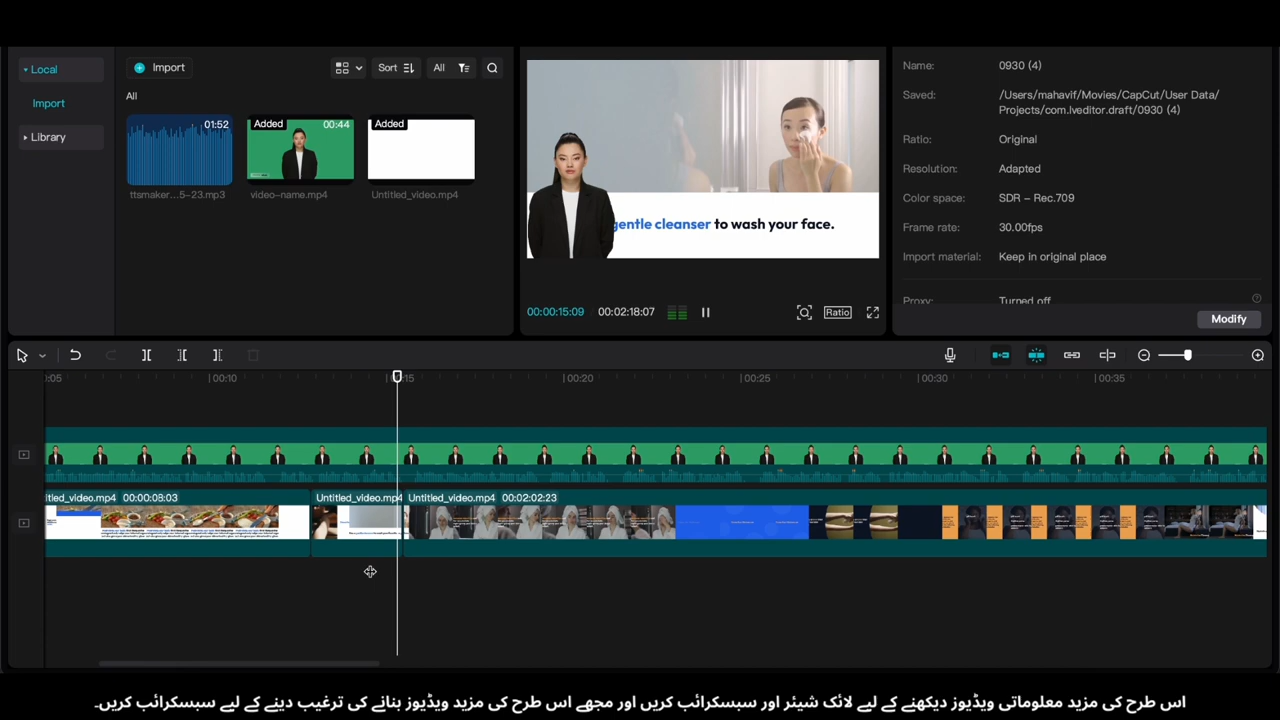 Local
Import
Library
Import
Sort
All
All
01:52
ttsmaker...5-23.mp3
Added
00:44
video-name.mp4
Added
Untitled_video.mp4
gentle cleanser to wash your face.
00:00:15:09
00:02:18:07
Ratio
Name: 0930 (4)
Saved: /Users/mahavif/Movies/CapCut/User Data/
Projects/com.lveditor.draft/0930 (4)
Ratio: Original
Resolution: Adapted
Color space: SDR - Rec.709
Frame rate: 30.00fps
Import material: Keep in original place
Proxy: Turned off
Modify
:05 00:10 00:15 00:20 00:25 00:30 00:35
itled_video.mp4 00:00:08:03
Untitled_video.mp4
Untitled_video.mp4 00:02:02:23
اس طرح کی مزید معلوماتی ویڈیوز دیکھنے کے لیے لائک شیئر اور سبسکرائب کریں اور مجھے اس طرح کی مزید ویڈیوز بنانے کی ترغیب دینے کے لیے سبسکرائب کریں۔